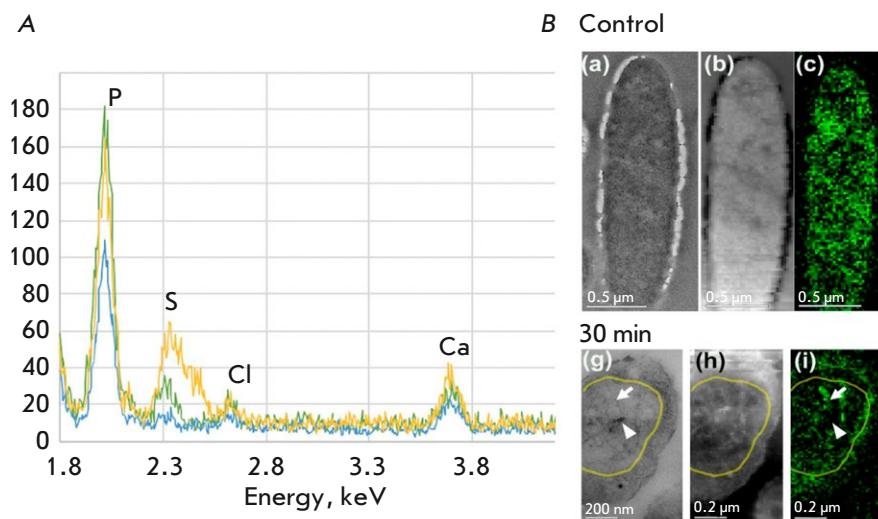 A
180
160
140
120
100
80
60
40
20
0
P
S
Cl
Ca
1.8
2.3
2.8
3.3
3.8
Energy, keV
B Control
(a)
(b)
(c)
0.5 µm
0.5 µm
0.5 µm
30 min
(g)
(h)
(i)
200 nm
0.2 µm
0.2 µm